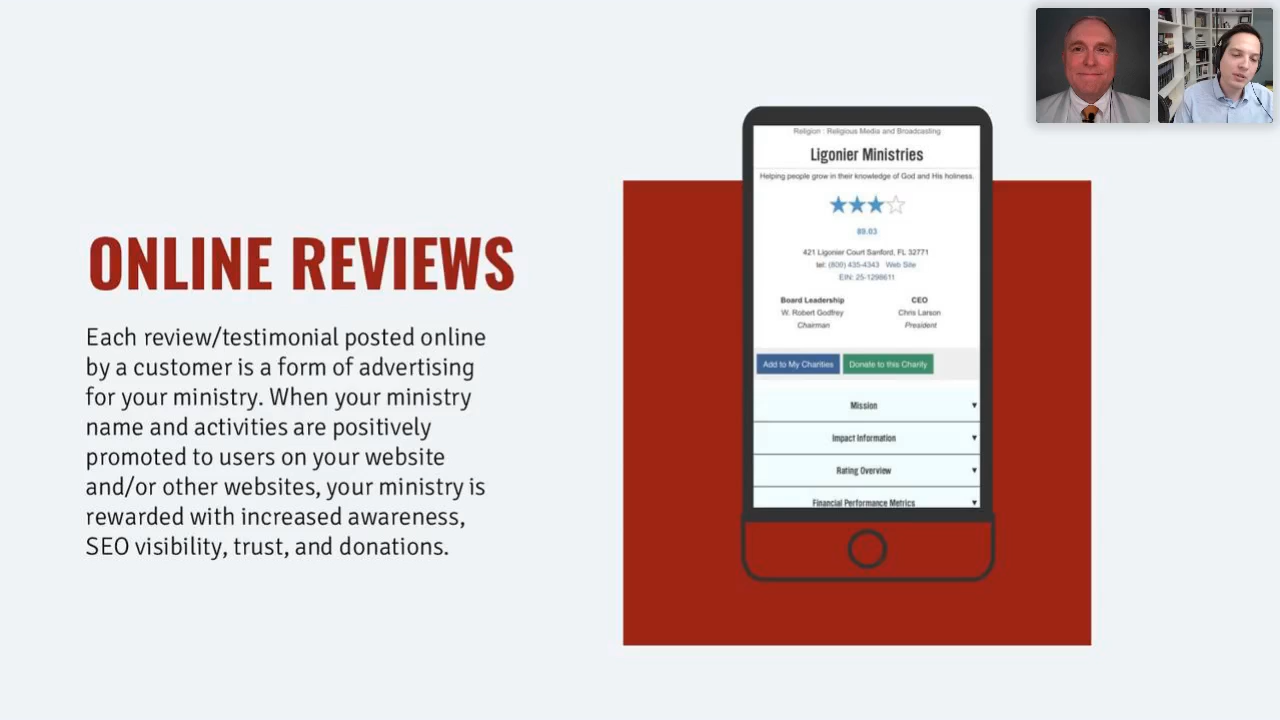 ONLINE REVIEWS
Each review/testimonial posted online
by a customer is a form of advertising
for your ministry. When your ministry
name and activities are positively
promoted to users on your website
and/or other websites, your ministry is
rewarded with increased awareness,
SEO visibility, trust, and donations.
Religion : Religious Media and Broadcasting
Ligonier Ministries
Helping people grow in their knowledge of God and His holiness.
89.03
421 Ligonier Court Sanford, FL 32771
tel: (800) 435-4343 Web Site
EIN: 25-1298611
Board Leadership CEO
W. Robert Godfrey Chris Larson
Chairman President
Add to My Charities Donate to this Charity
Mission
Impact Information
Rating Overview
Financial Performance Metrics